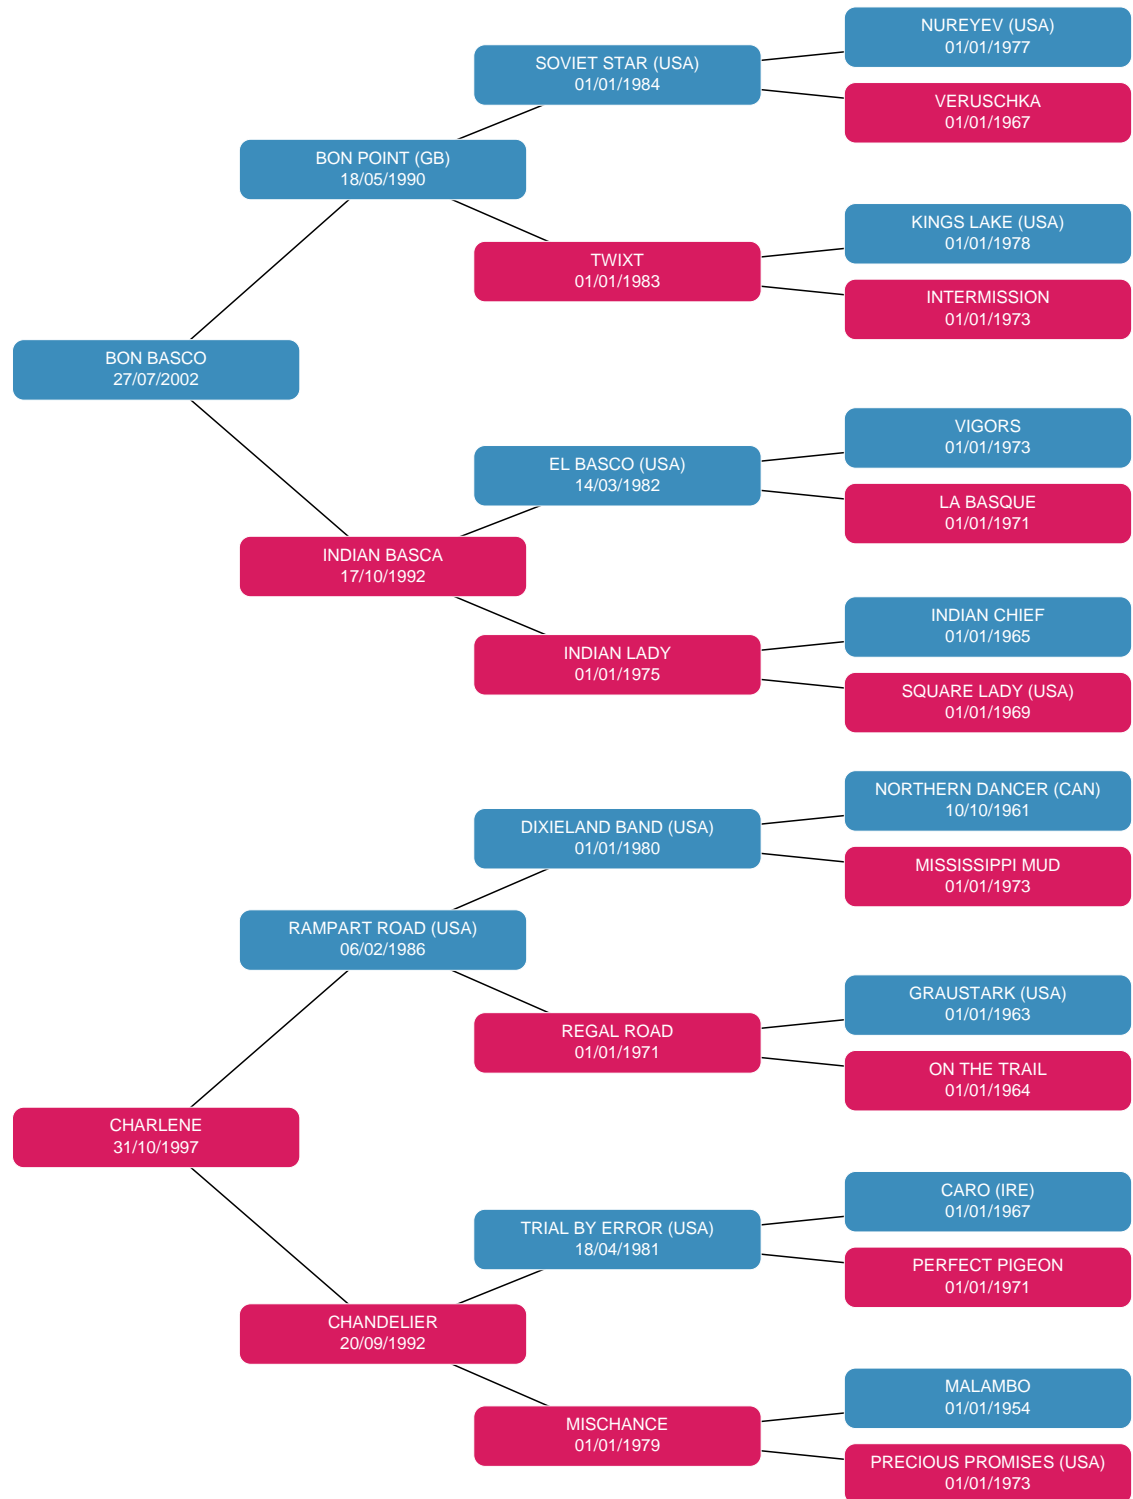 NUREYEV (USA)
01/01/1977
SOVIET STAR (USA)
01/01/1984
VERUSCHKA
01/01/1967
BON POINT (GB)
18/05/1990
KINGS LAKE (USA)
01/01/1978
TWIXT
01/01/1983
INTERMISSION
01/01/1973
BON BASCO
27/07/2002
VIGORS
01/01/1973
EL BASCO (USA)
14/03/1982
LA BASQUE
01/01/1971
INDIAN BASCA
17/10/1992
INDIAN CHIEF
01/01/1965
INDIAN LADY
01/01/1975
SQUARE LADY (USA)
01/01/1969
NORTHERN DANCER (CAN)
10/10/1961
DIXIELAND BAND (USA)
01/01/1980
MISSISSIPPI MUD
01/01/1973
RAMPART ROAD (USA)
06/02/1986
GRAUSTARK (USA)
01/01/1963
REGAL ROAD
01/01/1971
ON THE TRAIL
01/01/1964
CHARLENE
31/10/1997
CARO (IRE)
01/01/1967
TRIAL BY ERROR (USA)
18/04/1981
PERFECT PIGEON
01/01/1971
CHANDELIER
20/09/1992
MALAMBO
01/01/1954
MISCHANCE
01/01/1979
PRECIOUS PROMISES (USA)
01/01/1973